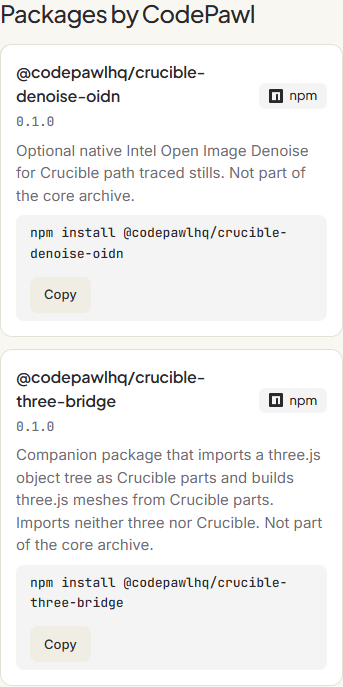 Packages by CodePawl
@codepawlhq/crucible-
denoise-oidn
npm
0.1.0
Optional native Intel Open Image Denoise
for Crucible path traced stills. Not part of
the core archive.
npm install @codepawlhq/crucible-
denoise-oidn
Copy
@codepawlhq/crucible-
three-bridge
npm
0.1.0
Companion package that imports a three.js
object tree as Crucible parts and builds
three.js meshes from Crucible parts.
Imports neither three nor Crucible. Not part
of the core archive.
npm install @codepawlhq/crucible-
three-bridge
Copy